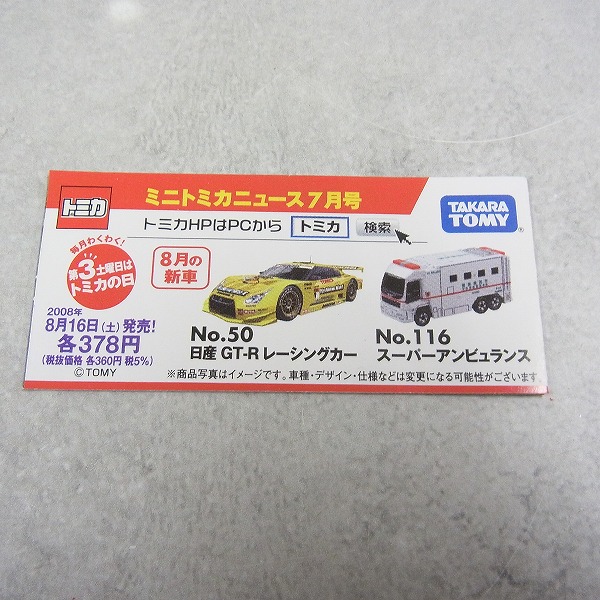 トミカ
ミニトミカニュース7月号
TAKARA TOMY
トミカHPはPCから トミカ 検索
毎月わくわく!
第3土曜日は
トミカの日
8月の
新車
2008年
8月16日(土)発売!
各378円
(税抜価格 各360円 税5%)
©TOMY
No.50
日産 GT-R レーシングカー
No.116
スーパーアンビュランス
※商品写真はイメージです。車種・デザイン・仕様などは変更になる可能性がございます。